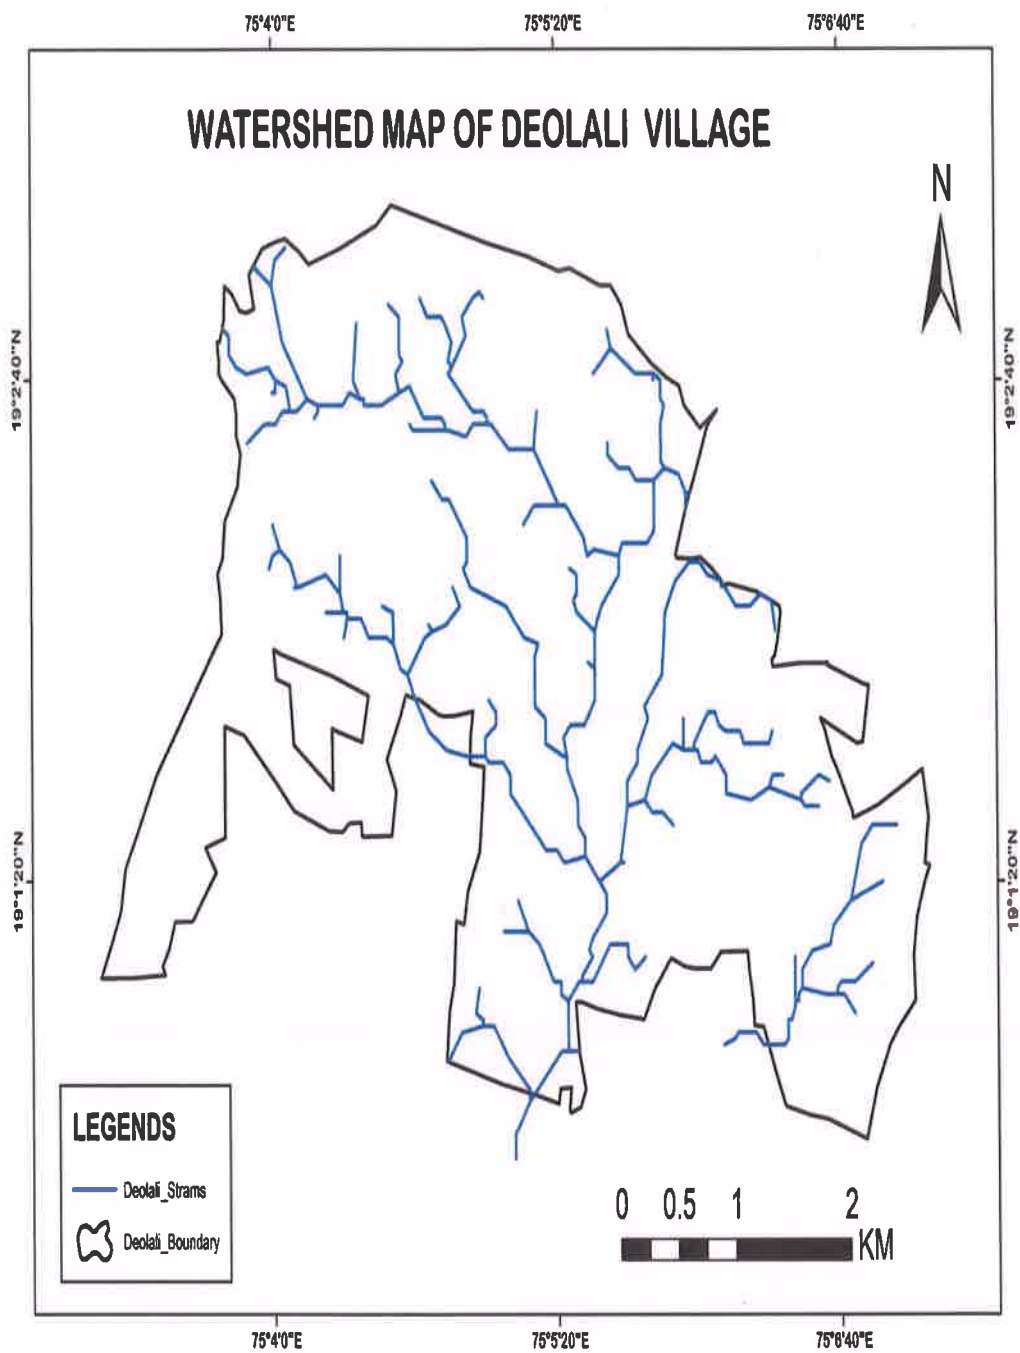 75°4'0"E 75°5'20"E 75°6'40"E
WATERSHED MAP OF DEOLALI VILLAGE
N
19°2'40"N 19°2'40"N
19°1'20"N 19°1'20"N
LEGENDS
Deolali_Strams
Deolali_Boundary
0 0.5 1 2
KM
75°4'0"E 75°5'20"E 75°6'40"E